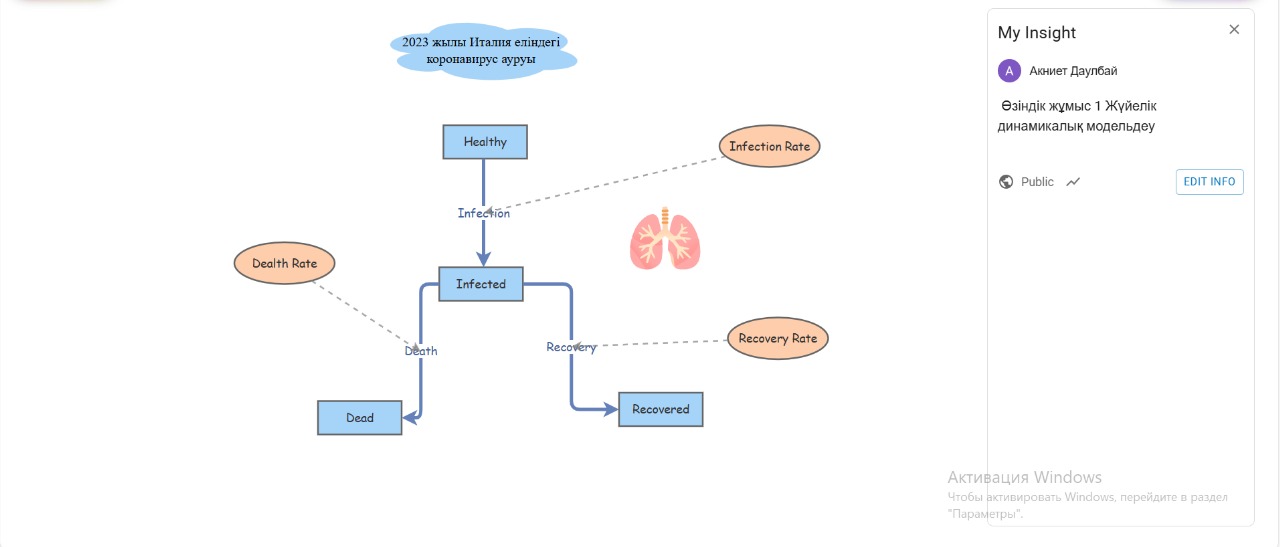 2023 жылы Италия еліндегі
коронавирус ауруы
Healthy
Infection Rate
Infection
Dealth Rate
Infected
Death
Recovery
Recovery Rate
Dead
Recovered
My Insight
A
Акниет Даулбай
Өзіндік жұмыс 1 Жүйелік
динамикалық модельдеу
Public
EDIT INFO
Активация Windows
Чтобы активировать Windows, перейдите в раздел
"Параметры".